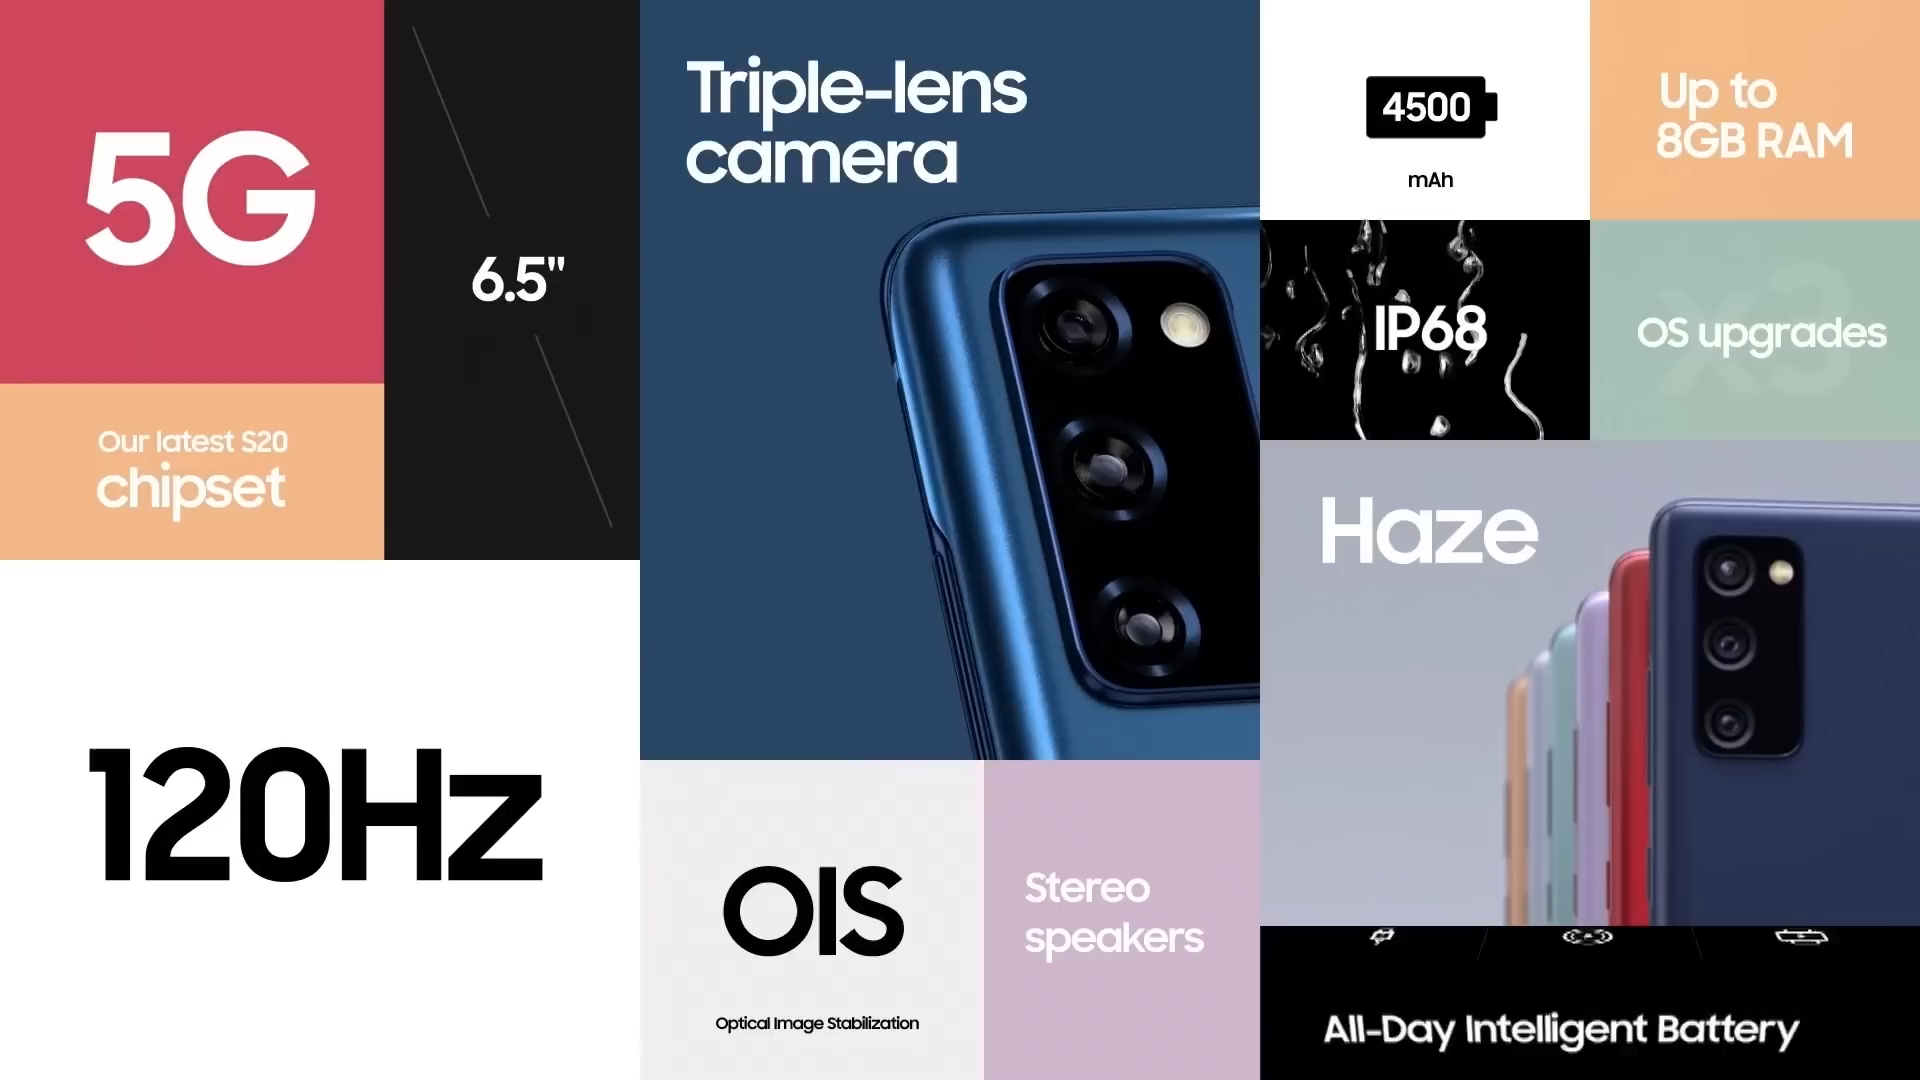 5G
6.5"
Our latest S20
chipset
120Hz
Triple-lens
camera
OIS
Optical Image Stabilization
Stereo
speakers
4500
mAh
Up to
8GB RAM
IP68
x3
OS upgrades
Haze
All-Day Intelligent Battery